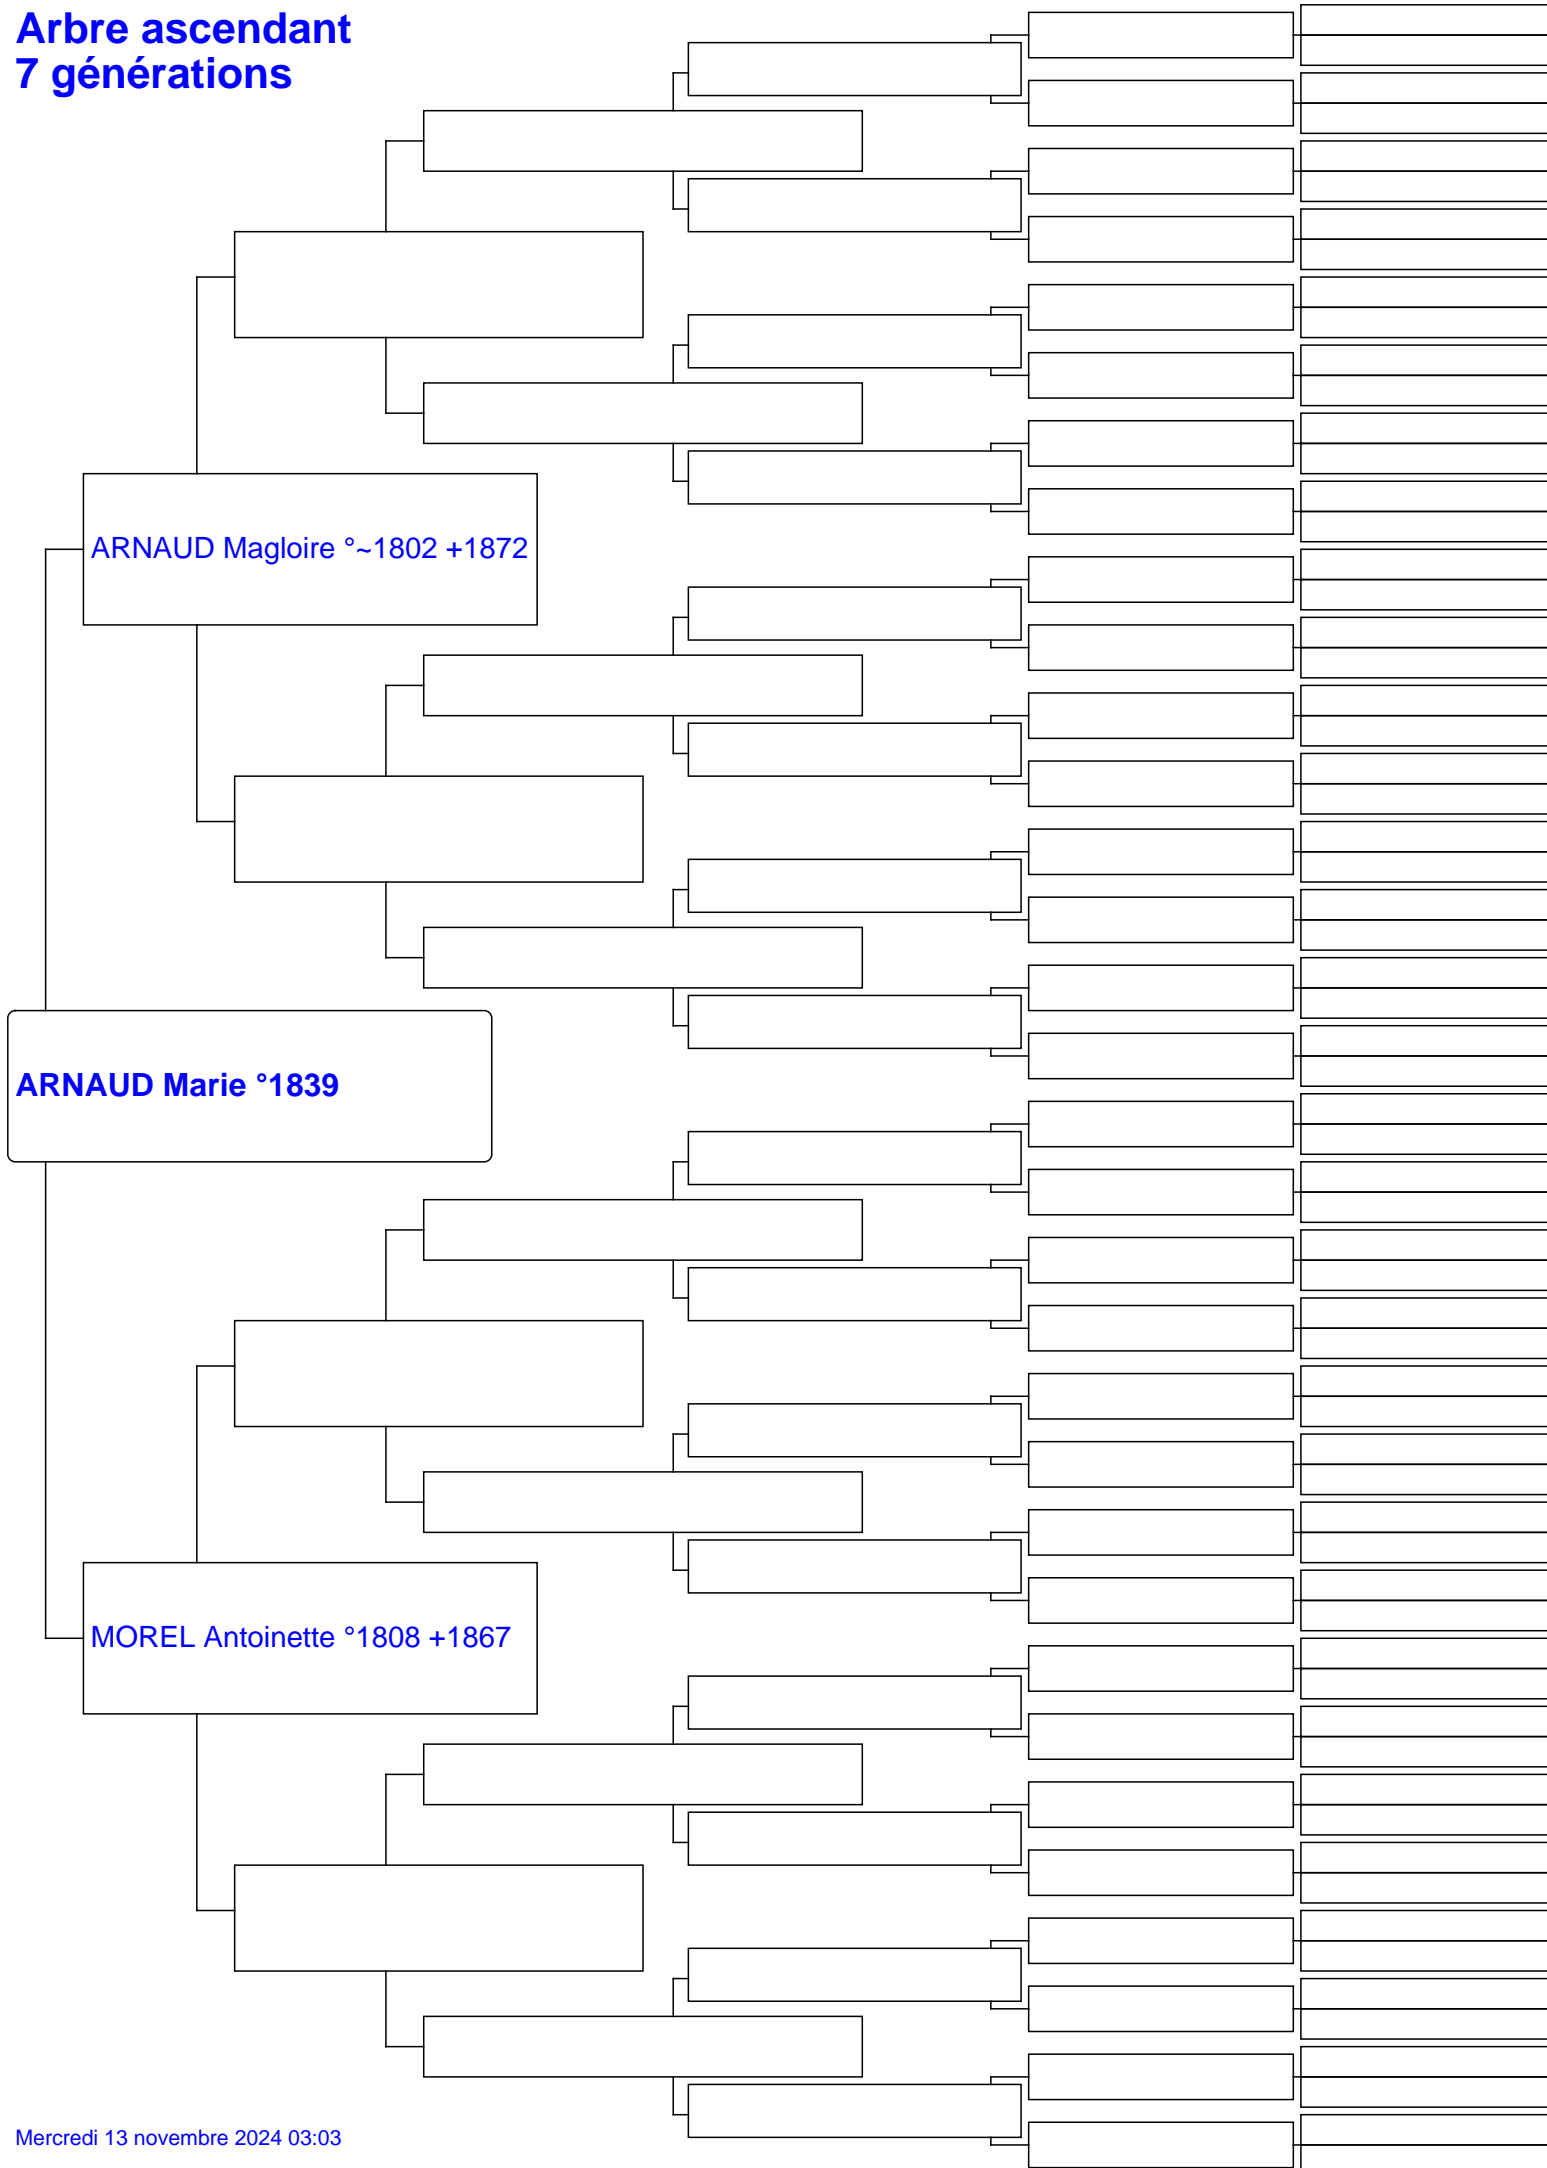 Arbre ascendant
7 générations
ARNAUD Magloire °~1802 +1872
ARNAUD Marie °1839
MOREL Antoinette °1808 +1867
Mercredi 13 novembre 2024 03:03